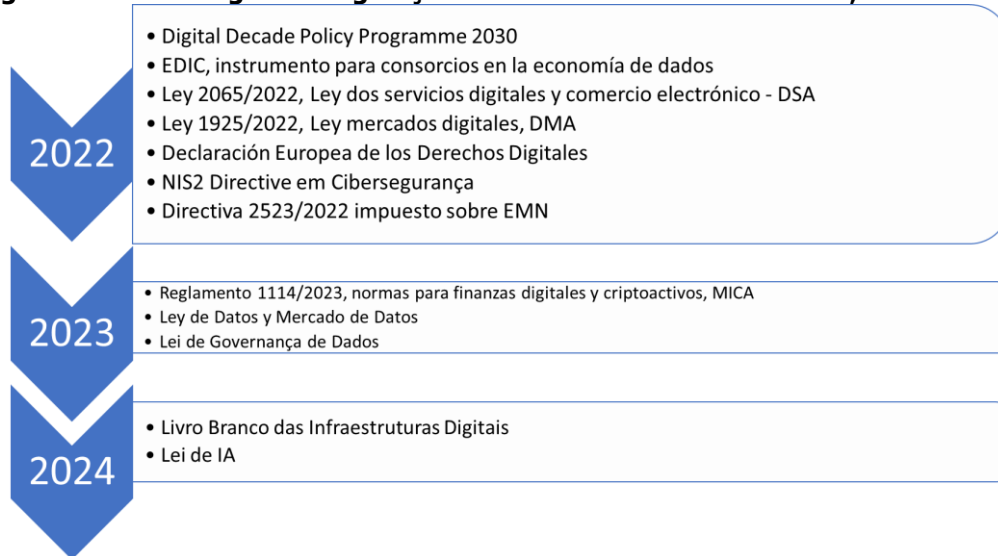 2022
• Digital Decade Policy Programme 2030
• EDIC, instrumento para consorcios en la economía de dados
• Ley 2065/2022, Ley dos servicios digitales y comercio electrónico - DSA
• Ley 1925/2022, Ley mercados digitales, DMA
• Declaración Europea de los Derechos Digitales
• NIS2 Directive em Cibersegurança
• Directiva 2523/2022 impuesto sobre EMN
2023
• Reglamento 1114/2023, normas para finanzas digitales y criptoactivos, MICA
• Ley de Datos y Mercado de Datos
• Lei de Governança de Dados
2024
• Livro Branco das Infraestruturas Digitais
• Lei de IA